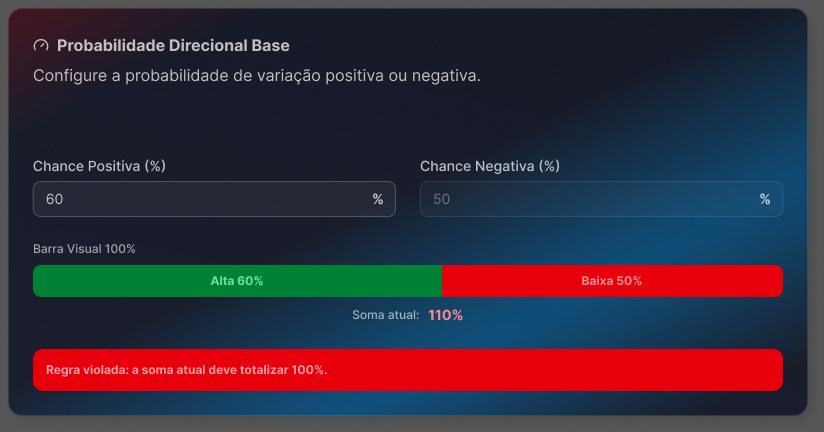 Probabilidade Direcional Base
Configure a probabilidade de variação positiva ou negativa.
Chance Positiva (%)
Chance Negativa (%)
60 %
50 %
Barra Visual 100%
Alta 60%
Baixa 50%
Soma atual: 110%
Regra violada: a soma atual deve totalizar 100%.